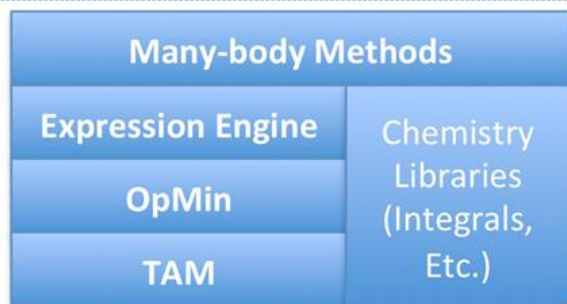 Many-body Methods
Expression Engine
OpMin
TAM
Chemistry
Libraries
(Integrals,
Etc.)